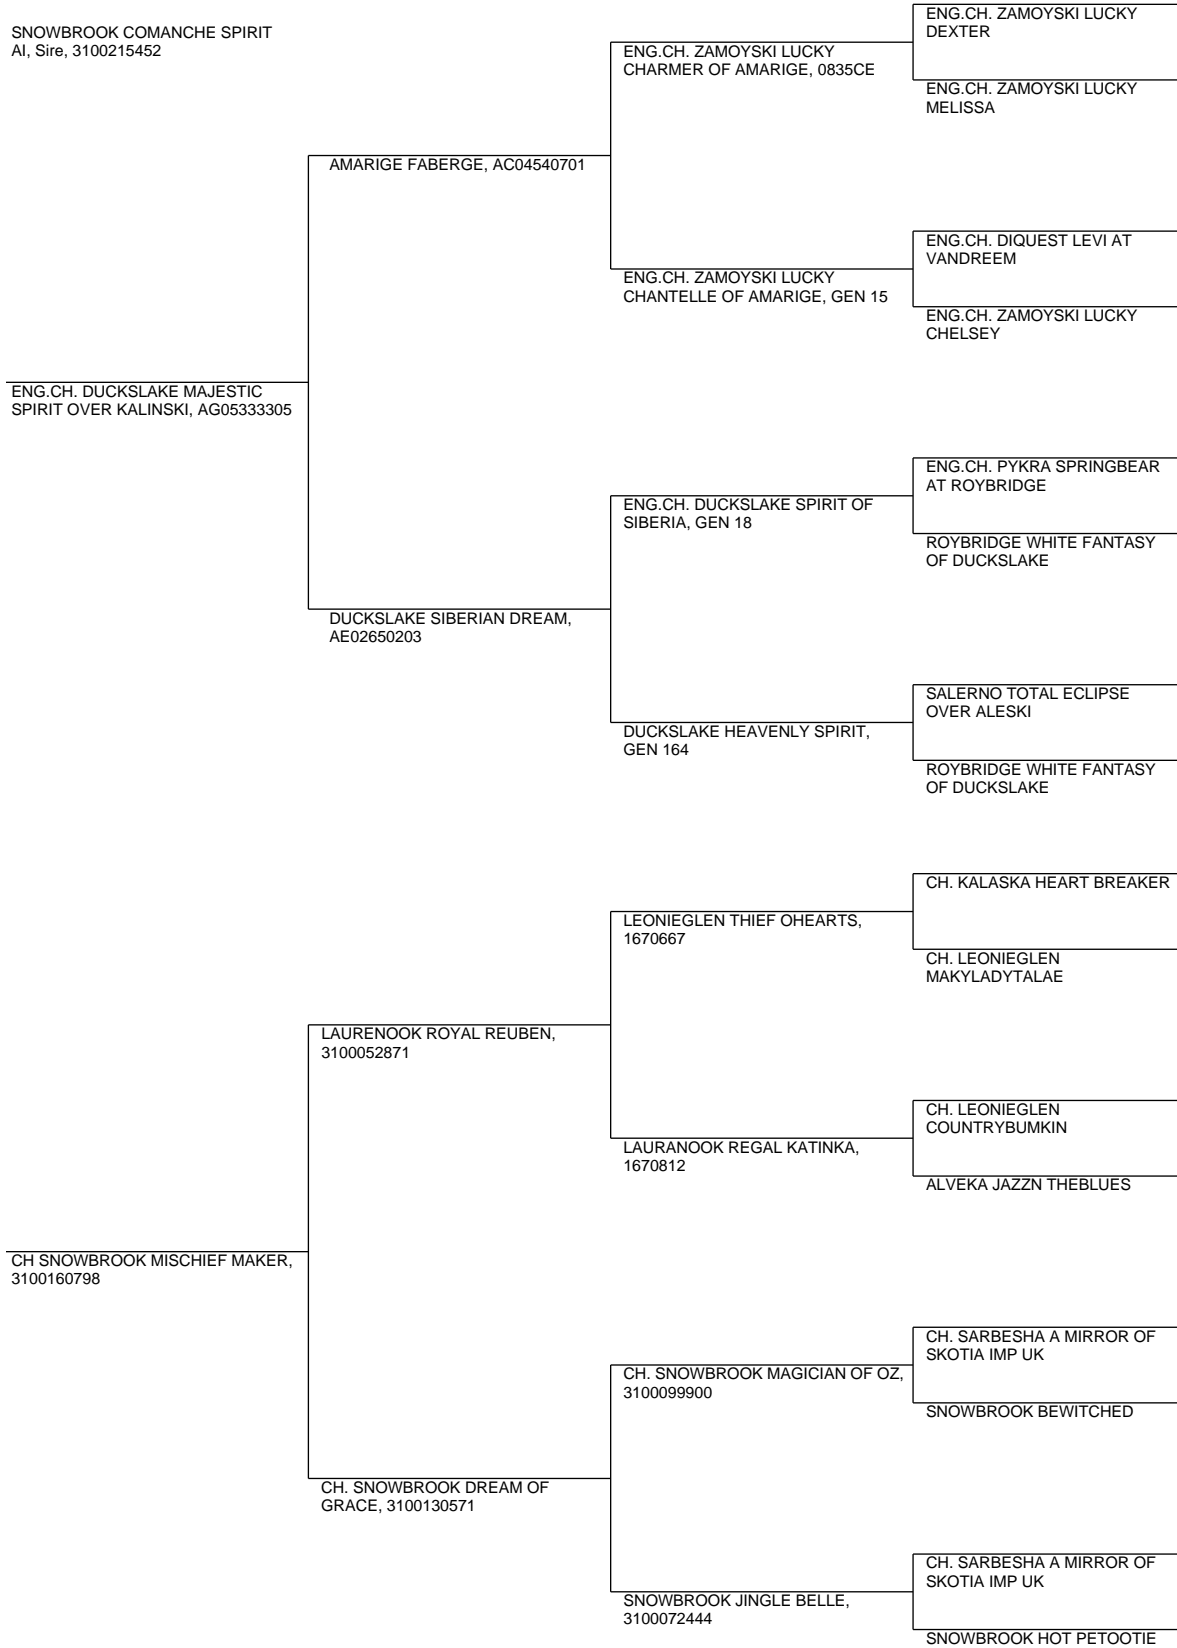 SNOWBROOK COMANCHE SPIRIT
AI, Sire, 3100215452
ENG.CH. DUCKSLAKE MAJESTIC
SPIRIT OVER KALINSKI, AG05333305
AMARIGE FABERGE, AC04540701
ENG.CH. ZAMOYSKI LUCKY
CHARMER OF AMARIGE, 0835CE
ENG.CH. ZAMOYSKI LUCKY
DEXTER
ENG.CH. ZAMOYSKI LUCKY
MELISSA
ENG.CH. ZAMOYSKI LUCKY
CHANTELLE OF AMARIGE, GEN 15
ENG.CH. DIQUEST LEVI AT
VANDREEM
ENG.CH. ZAMOYSKI LUCKY
CHELSEY
DUCKSLAKE SIBERIAN DREAM,
AE02650203
ENG.CH. DUCKSLAKE SPIRIT OF
SIBERIA, GEN 18
ENG.CH. PYKRA SPRINGBEAR
AT ROYBRIDGE
ROYBRIDGE WHITE FANTASY
OF DUCKSLAKE
DUCKSLAKE HEAVENLY SPIRIT,
GEN 164
SALERNO TOTAL ECLIPSE
OVER ALESKI
ROYBRIDGE WHITE FANTASY
OF DUCKSLAKE
CH SNOWBROOK MISCHIEF MAKER,
3100160798
LAURENOOK ROYAL REUBEN,
3100052871
LEONIEGLEN THIEF OHEARTS,
1670667
CH. KALASKA HEART BREAKER
CH. LEONIEGLEN
MAKYLADYTALAE
LAURANOOK REGAL KATINKA,
1670812
CH. LEONIEGLEN
COUNTRYBUMKIN
ALVEKA JAZZN THEBLUES
CH. SNOWBROOK DREAM OF
GRACE, 3100130571
CH. SNOWBROOK MAGICIAN OF OZ,
3100099900
CH. SARBESHA A MIRROR OF
SKOTIA IMP UK
SNOWBROOK BEWITCHED
SNOWBROOK JINGLE BELLE,
3100072444
CH. SARBESHA A MIRROR OF
SKOTIA IMP UK
SNOWBROOK HOT PETOOTIE